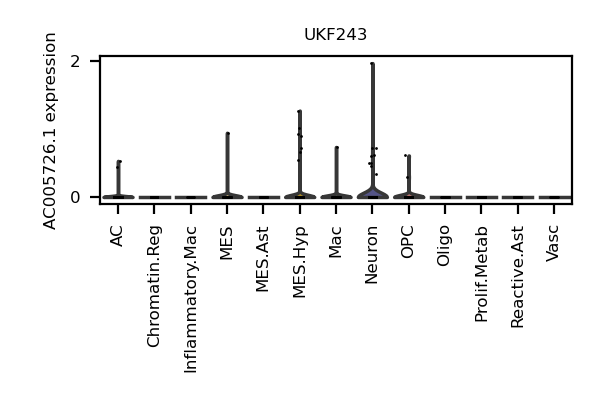 UKF243
AC005726.1 expression
2
0
AC
Chromatin.Reg
Inflammatory.Mac
MES
MES.Ast
MES.Hyp
Mac
Neuron
OPC
Oligo
Prolif.Metab
Reactive.Ast
Vasc